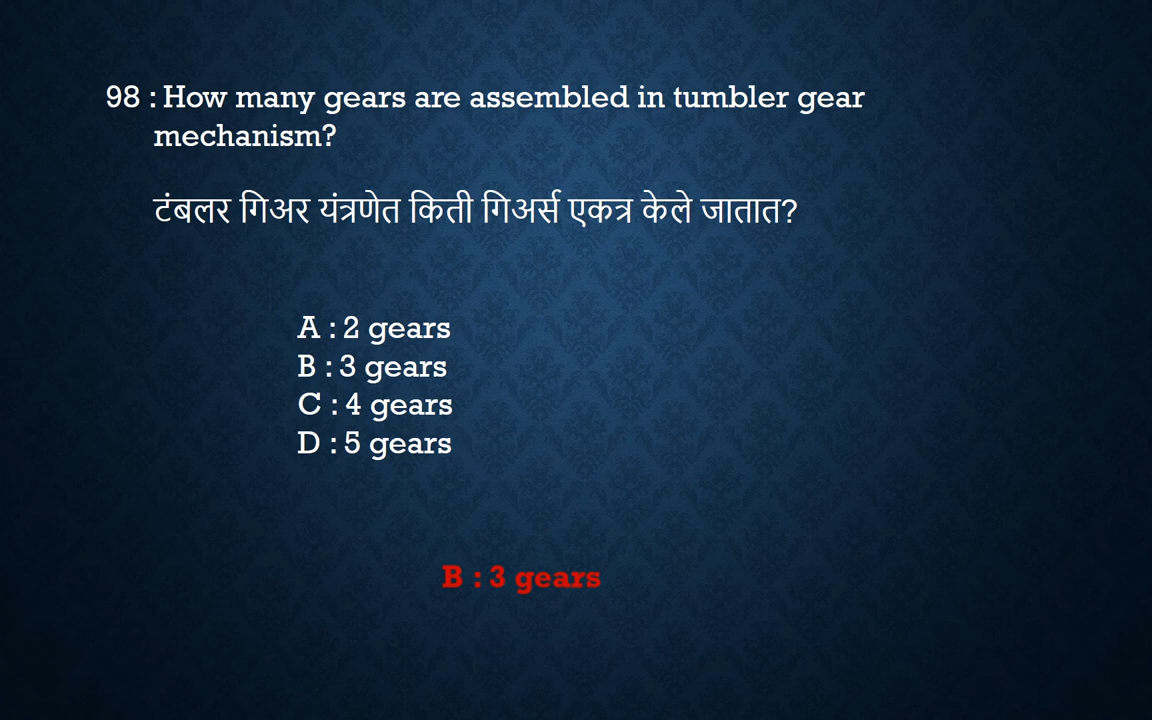 98 : How many gears are assembled in tumbler gear
mechanism?
टंबलर गिअर यंत्रणेत किती गिअर्स एकत्र केले जातात?
A : 2 gears
B : 3 gears
C : 4 gears
D : 5 gears
B : 3 gears